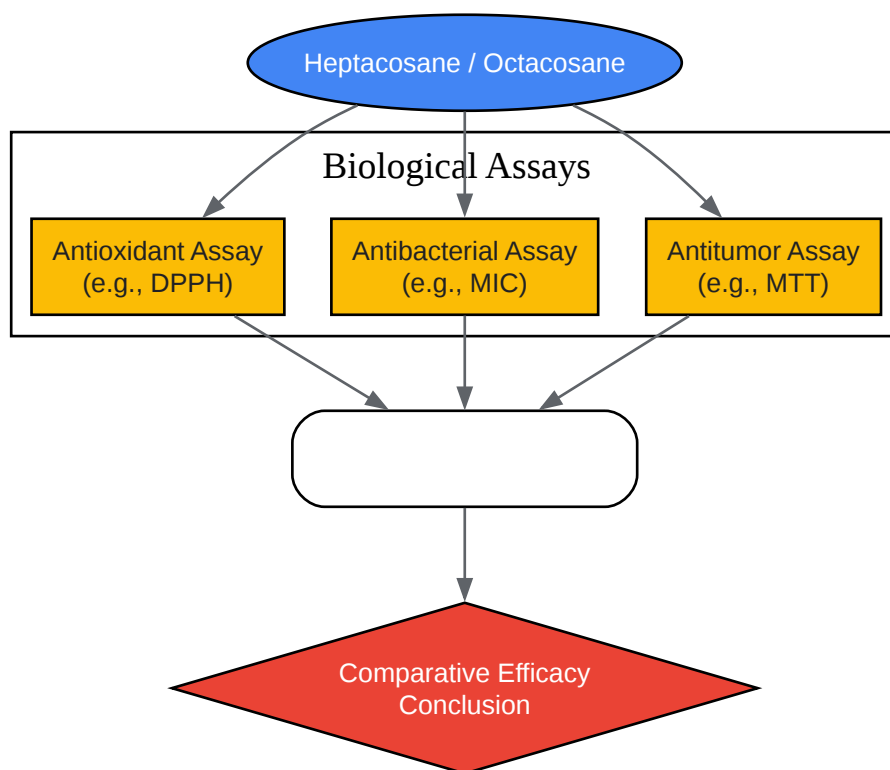 Heptacosane / Octacosane
Biological Assays
Antioxidant Assay
(e.g., DPPH)
Antibacterial Assay
(e.g., MIC)
Antitumor Assay
(e.g., MTT)
Comparative Efficacy
Conclusion